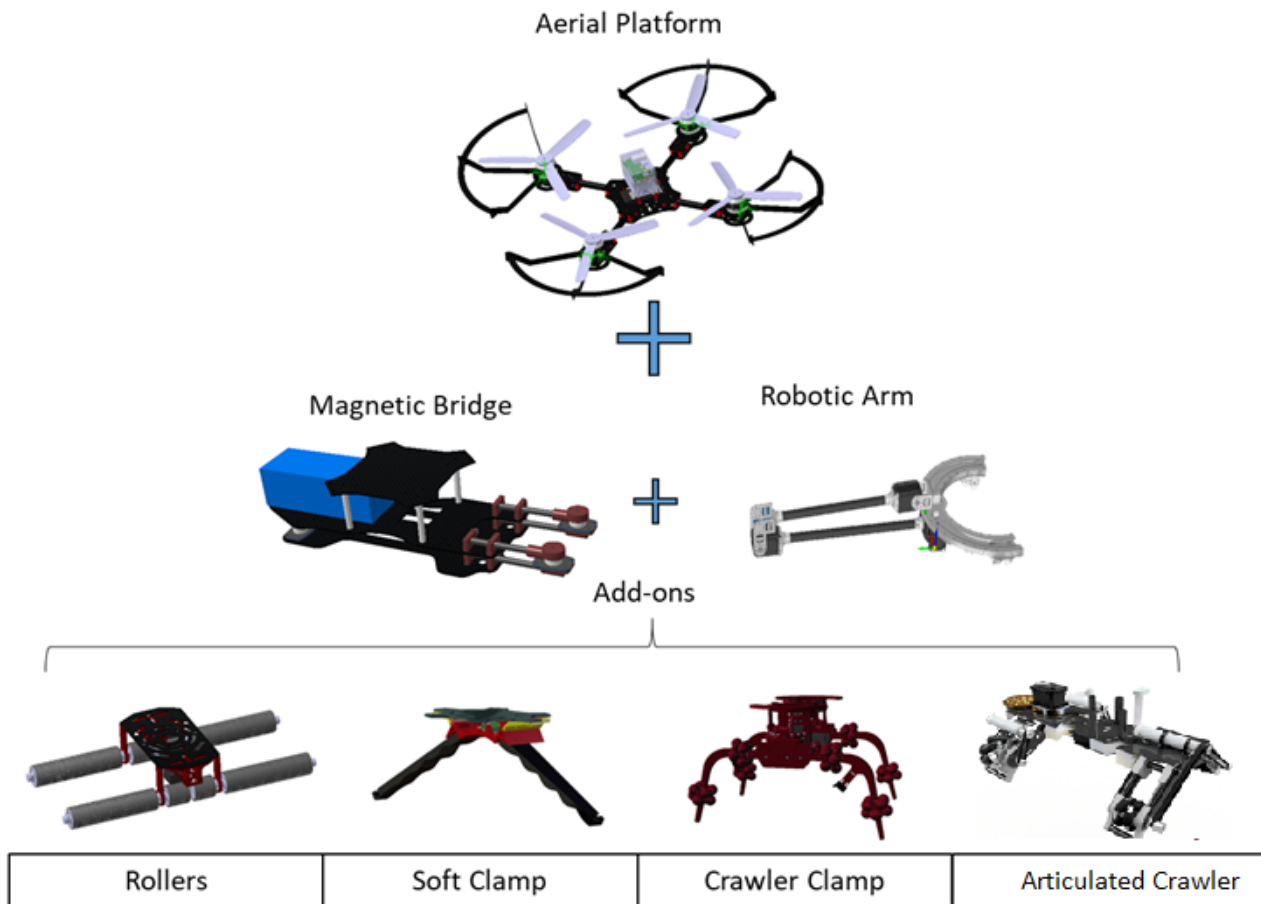 Aerial Platform
Magnetic Bridge
Robotic Arm
Add-ons
Rollers
Soft Clamp
Crawler Clamp
Articulated Crawler